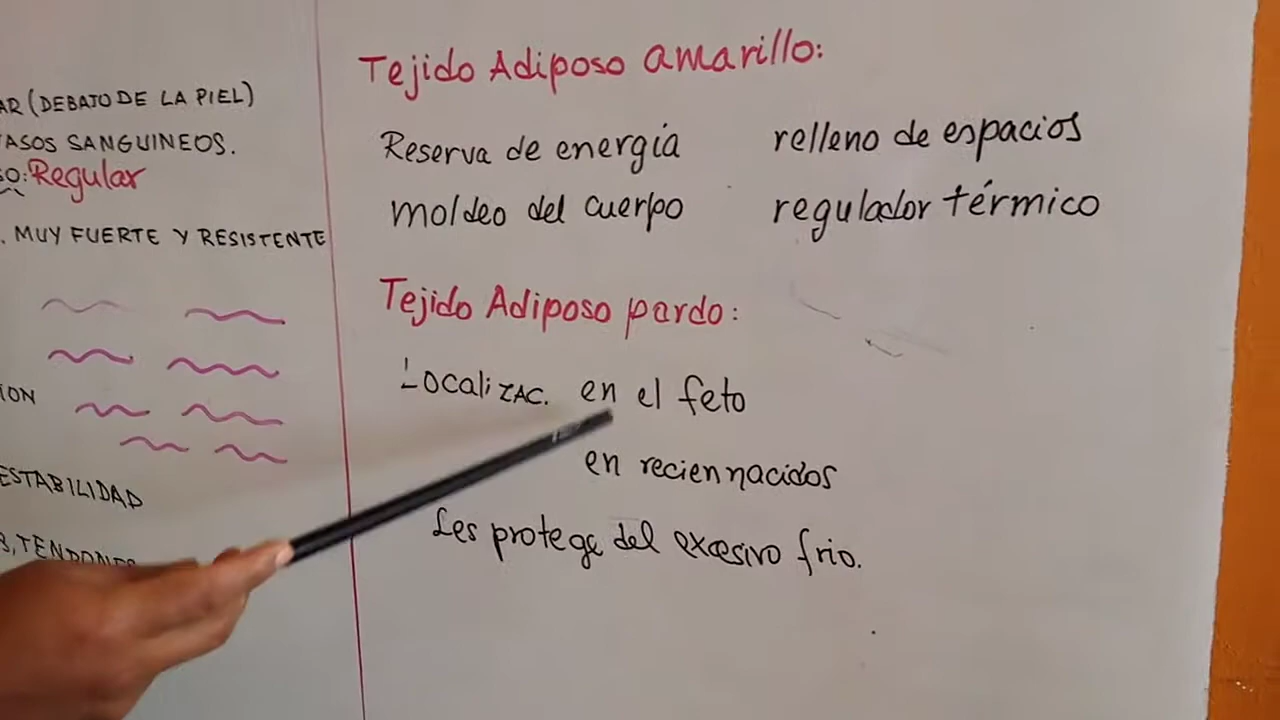 AR (DEBAJO DE LA PIEL)
VASOS SANGUINEOS.
SO: Regular
. MUY FUERTE Y RESISTENTE
ION
ESTABILIDAD
, TENDONES
Tejido Adiposo amarillo:
Reserva de energía relleno de espacios
moldeo del cuerpo regulador térmico
Tejido Adiposo pardo:
Localizac. en el feto
en recien nacidos
Les protege del excesivo frio.